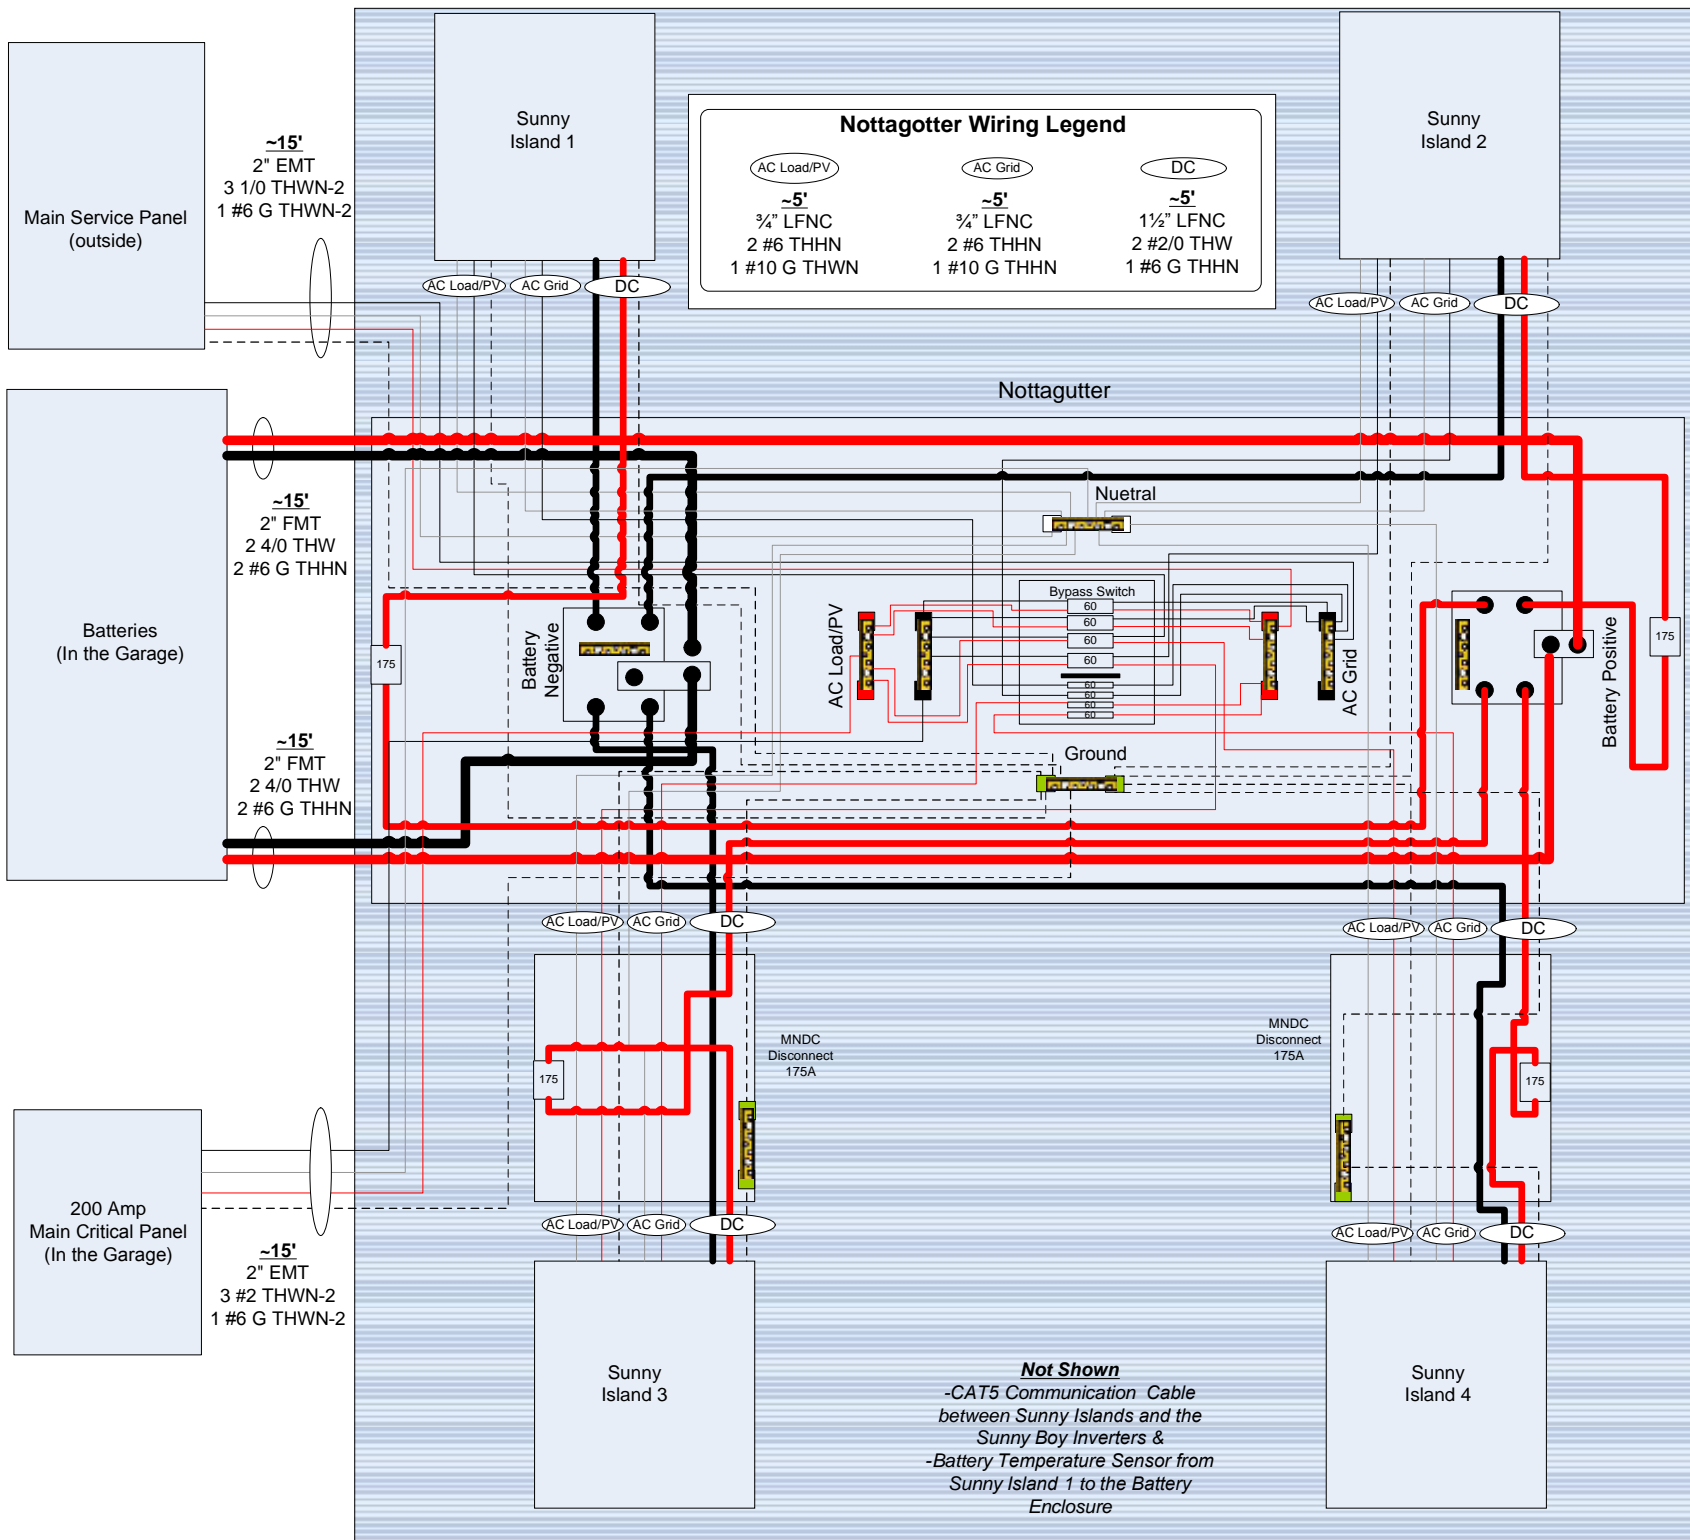 Sunny
Island 1
Sunny
Island 2
Main Service Panel
(outside)
~15'
2" EMT
3 1/0 THWN-2
1 #6 G THWN-2
Nottagotter Wiring Legend
AC Load/PV
~5'
¾" LFNC
2 #6 THHN
1 #10 G THWN
AC Grid
~5'
¾" LFNC
2 #6 THHN
1 #10 G THHN
DC
~5'
1½" LFNC
2 #2/0 THW
1 #6 G THHN
AC Load/PV
AC Grid
DC
AC Load/PV
AC Grid
DC
Nottagutter
Batteries
(In the Garage)
~15'
2" FMT
2 4/0 THW
2 #6 G THHN
~15'
2" FMT
2 4/0 THW
2 #6 G THHN
Nuetral
Bypass Switch
60
60
60
60
60
60
60
60
175
Battery
Negative
AC Load/PV
AC Grid
Battery Positive
175
Ground
AC Load/PV
AC Grid
DC
AC Load/PV
AC Grid
DC
MNDC
Disconnect
175A
175
MNDC
Disconnect
175A
175
200 Amp
Main Critical Panel
(In the Garage)
~15'
2" EMT
3 #2 THWN-2
1 #6 G THWN-2
AC Load/PV
AC Grid
DC
AC Load/PV
AC Grid
DC
Sunny
Island 3
Sunny
Island 4
Not Shown
-CAT5 Communication Cable
between Sunny Islands and the
Sunny Boy Inverters &
-Battery Temperature Sensor from
Sunny Island 1 to the Battery
Enclosure